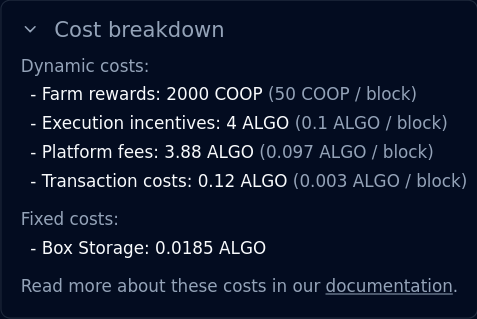 Cost breakdown
Dynamic costs:
- Farm rewards: 2000 COOP (50 COOP / block)
- Execution incentives: 4 ALGO (0.1 ALGO / block)
- Platform fees: 3.88 ALGO (0.097 ALGO / block)
- Transaction costs: 0.12 ALGO (0.003 ALGO / block)
Fixed costs:
- Box Storage: 0.0185 ALGO
Read more about these costs in our documentation.